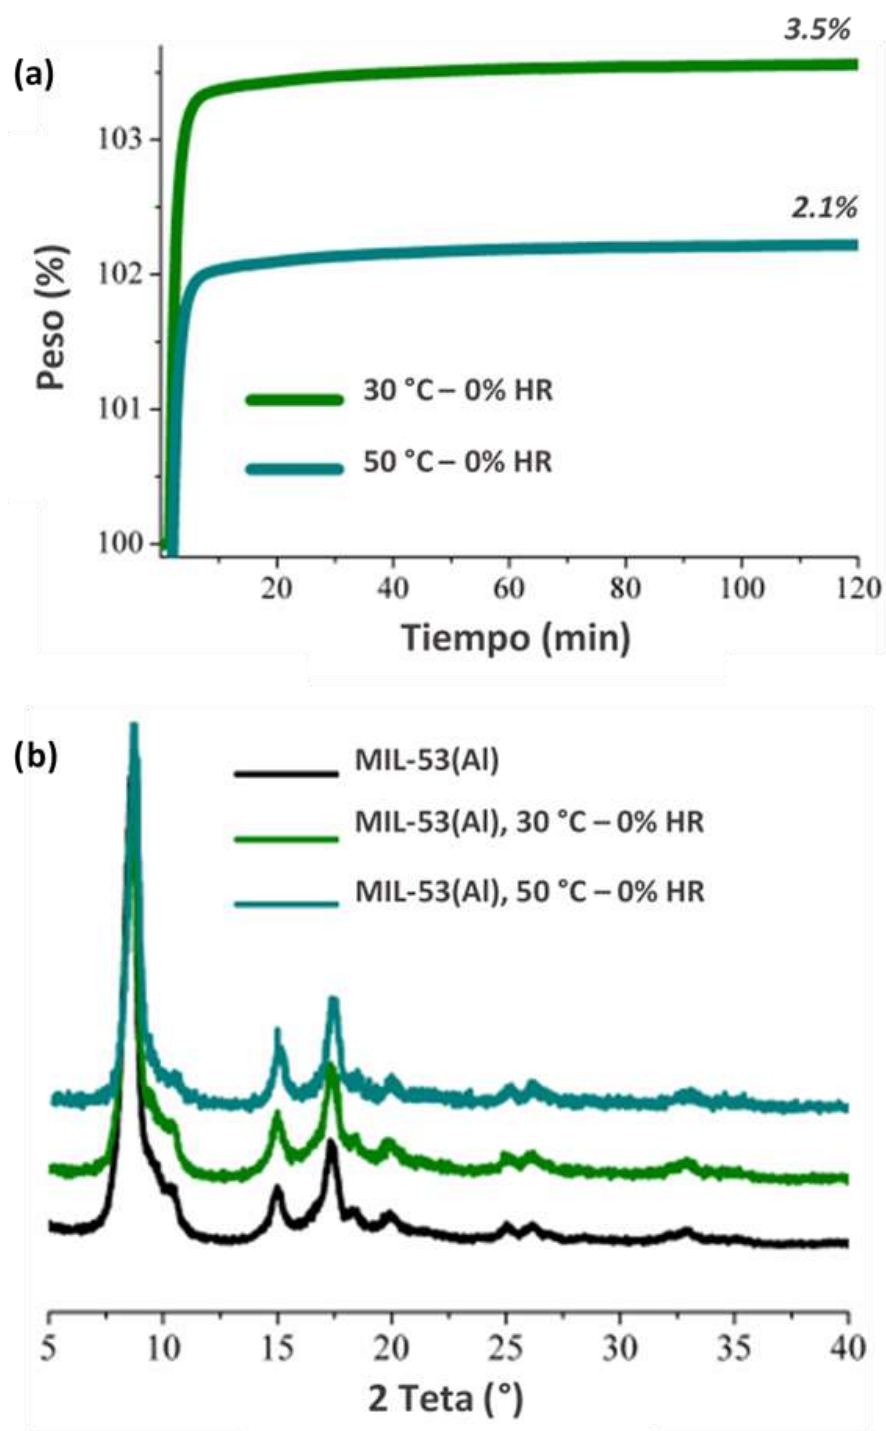 (a)
3.5%
103
2.1%
102
Peso (%)
30 °C – 0% HR
101
50 °C – 0% HR
100
20 40 60 80 100 120
Tiempo (min)
(b)
MIL-53(Al)
MIL-53(Al), 30 °C – 0% HR
MIL-53(Al), 50 °C – 0% HR
5 10 15 20 25 30 35 40
2 Teta (°)